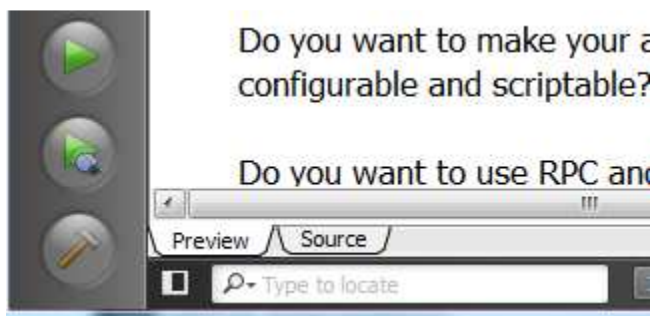 Do you want to make your
configurable and scriptable?
Do you want to use RPC and
Preview
Source
Type to locate